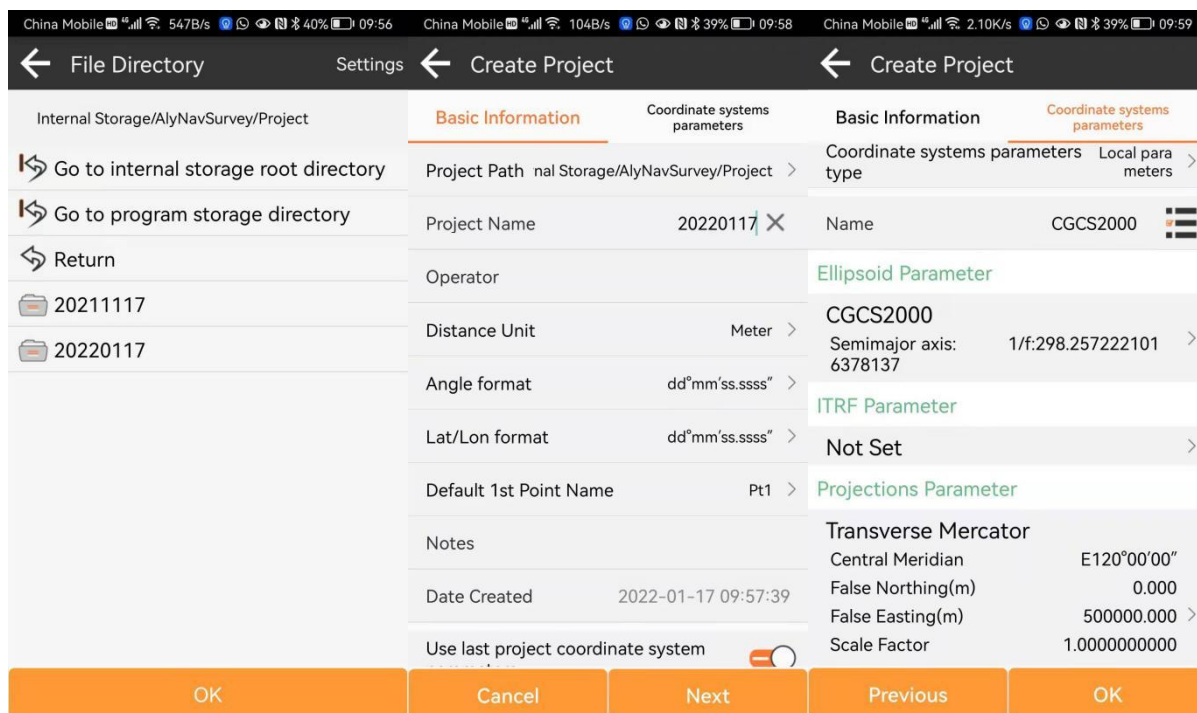 China Mobile HD 4G 547B/s 40% 09:56
File Directory Settings
Internal Storage/AlyNavSurvey/Project
Go to internal storage root directory
Go to program storage directory
Return
20211117
20220117
OK
China Mobile HD 104B/s 39% 09:58
Create Project
Basic Information
Coordinate systems
parameters
Project Path nal Storage/AlyNavSurvey/Project
Project Name 20220117
Operator
Distance Unit Meter
Angle format dd°mm'ss.ssss"
Lat/Lon format dd°mm'ss.ssss"
Default 1st Point Name Pt1
Notes
Date Created 2022-01-17 09:57:39
Use last project coordinate system
Cancel Next
China Mobile HD 2.10K/s 39% 09:59
Create Project
Basic Information
Coordinate systems
parameters
Coordinate systems parameters Local para
type meters
Name CGCS2000
Ellipsoid Parameter
CGCS2000
Semimajor axis: 1/f:298.257222101
6378137
ITRF Parameter
Not Set
Projections Parameter
Transverse Mercator
Central Meridian E120°00'00"
False Northing(m) 0.000
False Easting(m) 500000.000
Scale Factor 1.0000000000
Previous OK